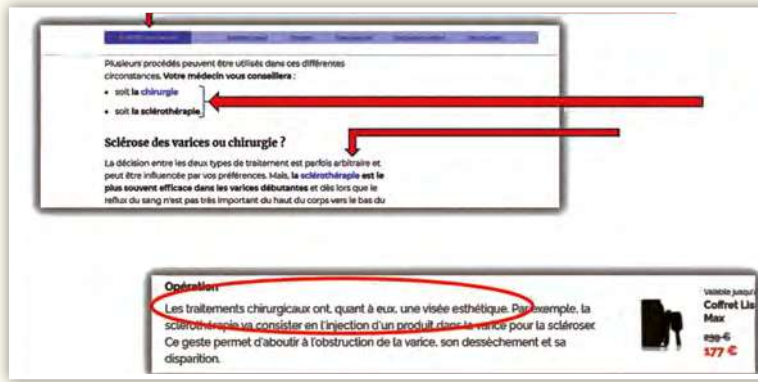 Plusieurs procédés peuvent être utilisés dans ces différentes
circonstances. Votre médecin vous conseillera :
• soit la chirurgie
• soit la sclérothérapie
Sclérose des varices ou chirurgie ?
La décision entre les deux types de traitement est parfois arbitraire et
peut être influencée par vos préférences. Mais, la sclérothérapie est le
plus souvent efficace dans les varices débutantes et dès lors que le
reflux du sang n'est pas très important du haut du corps vers le bas du
Opération
Les traitements chirurgicaux ont, quant à eux, une visée esthétique. Par exemple, la
sclérothérapie va consister en l'injection d'un produit dans la varice pour la scléroser.
Ce geste permet d'aboutir à l'obstruction de la varice, son dessèchement et sa
disparition.
Valable
Coffret
Max
239 €
177 €